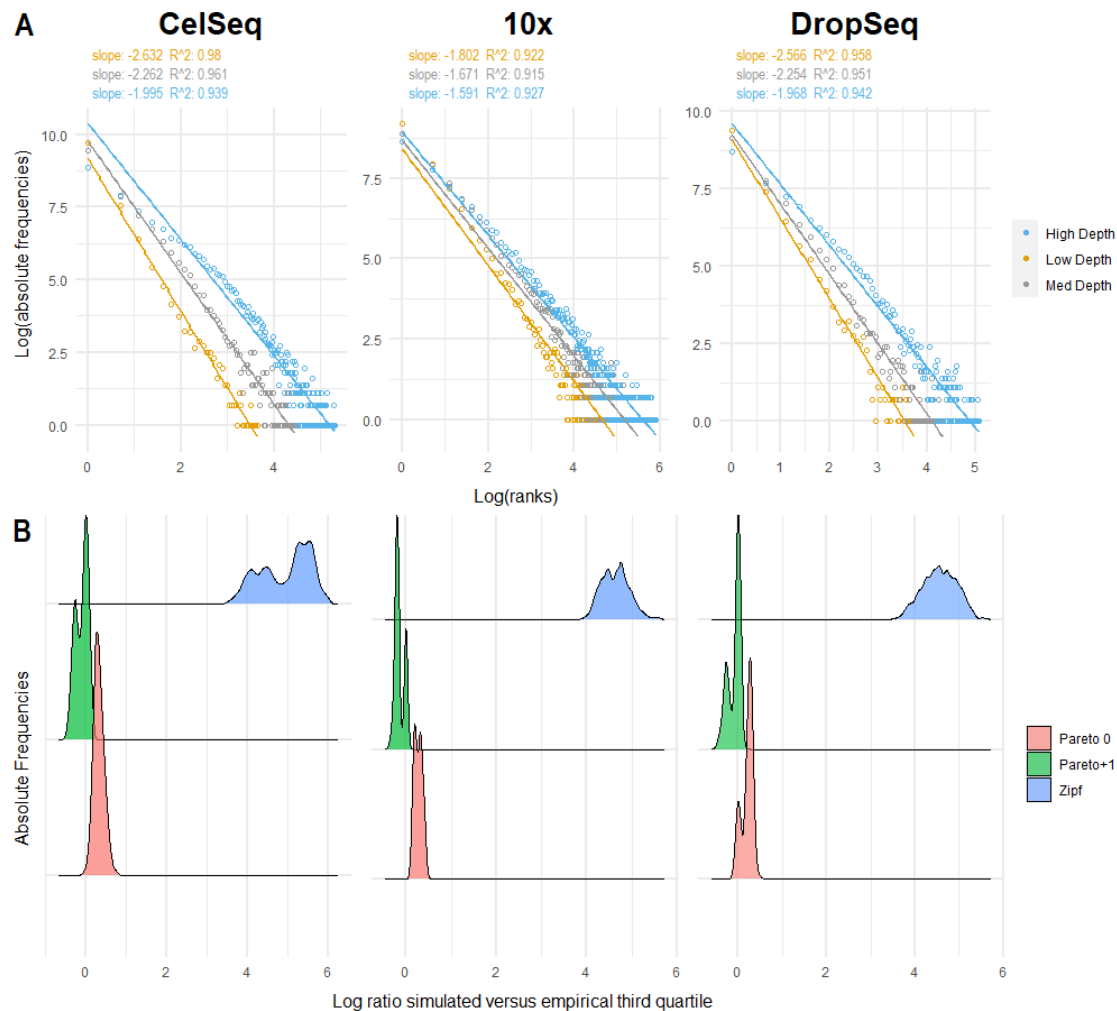 A
CelSeq
10x
DropSeq
slope: -2.632 R^2: 0.98
slope: -2.262 R^2: 0.961
slope: -1.995 R^2: 0.939
slope: -1.802 R^2: 0.922
slope: -1.671 R^2: 0.915
slope: -1.591 R^2: 0.927
slope: -2.566 R^2: 0.958
slope: -2.254 R^2: 0.951
slope: -1.968 R^2: 0.942
Log(absolute frequencies)
10.0
7.5
5.0
2.5
0.0
0 2 4
7.5
5.0
2.5
0.0
0 2 4 6
10.0
7.5
5.0
2.5
0.0
0 1 2 3 4 5
Log(ranks)
High Depth
Low Depth
Med Depth
B
Absolute Frequencies
0 2 4 6
0 2 4 6
0 2 4 6
Log ratio simulated versus empirical third quartile
Pareto 0
Pareto+1
Zipf